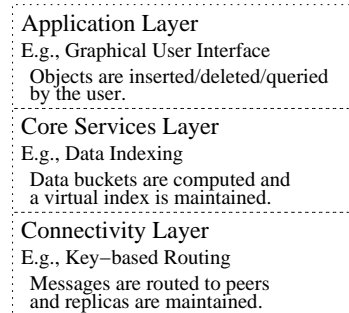 Application Layer
E.g., Graphical User Interface
Objects are inserted/deleted/queried
by the user.
Core Services Layer
E.g., Data Indexing
Data buckets are computed and
a virtual index is maintained.
Connectivity Layer
E.g., Key−based Routing
Messages are routed to peers
and replicas are maintained.